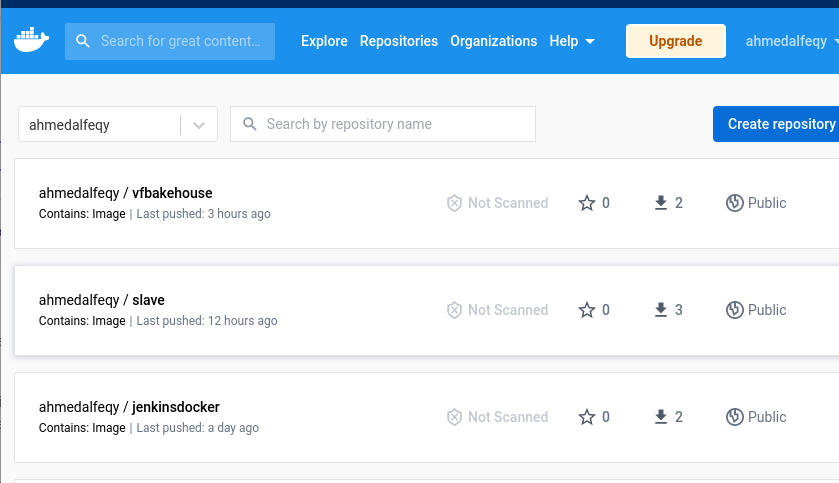 Search for great content...
Explore Repositories Organizations Help Upgrade ahmedalfeqy
ahmedalfeqy Search by repository name Create repository
ahmedalfeqy / vfbakehouse
Contains: Image | Last pushed: 3 hours ago
Not Scanned 0 2 Public
ahmedalfeqy / slave
Contains: Image | Last pushed: 12 hours ago
Not Scanned 0 3 Public
ahmedalfeqy / jenkinsdocker
Contains: Image | Last pushed: a day ago
Not Scanned 0 2 Public